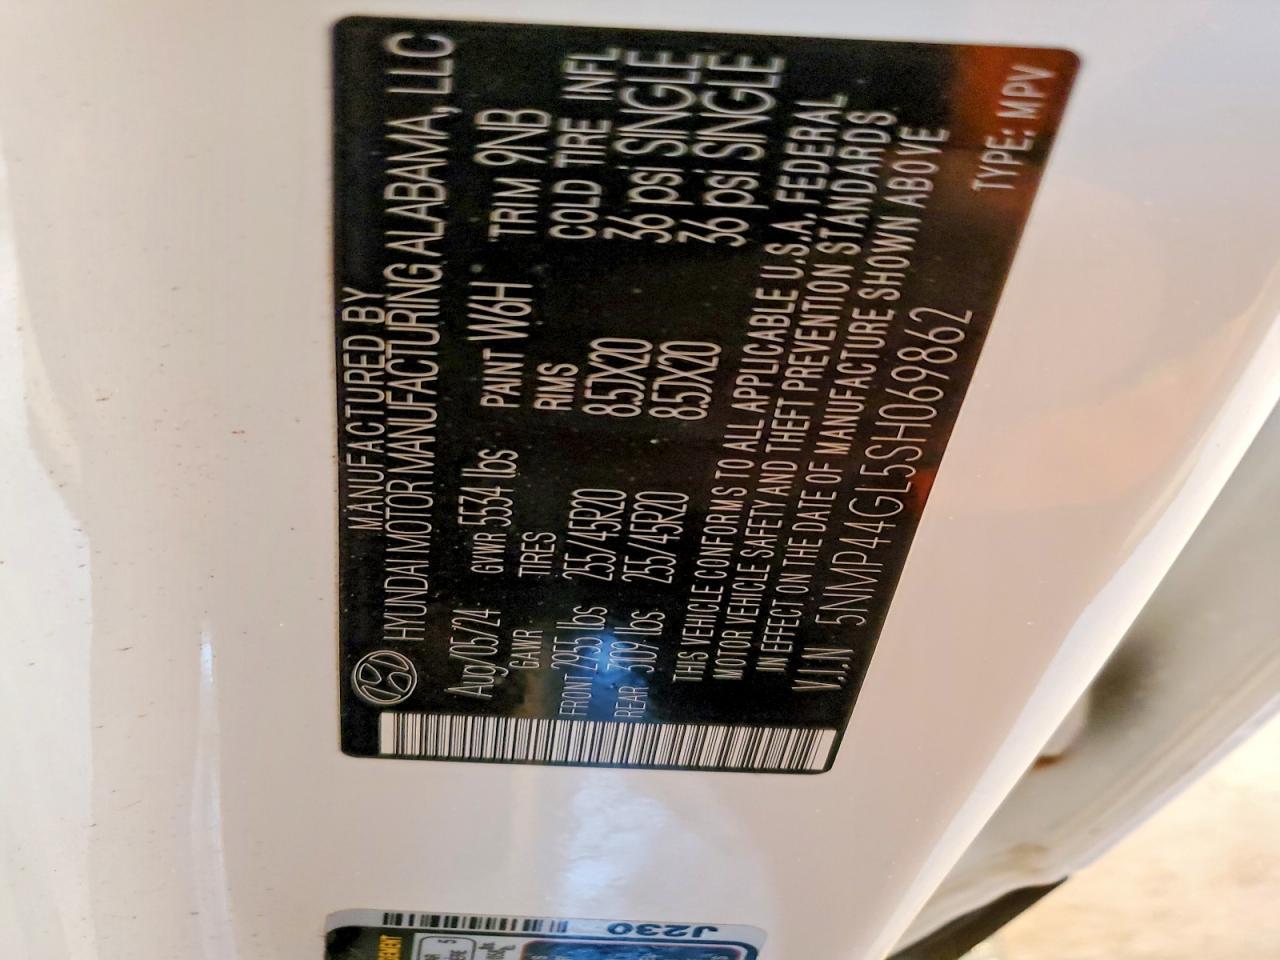 MANUFACTURED BY
HYUNDAI MOTOR MANUFACTURING ALABAMA, LLC
Aug/05/24 GVWR 5534 lbs PAINT W6H TRIM 9NB
GAWR TIRES RIMS COLD TIRE INFL
FRONT 2955 lbs 255/45R20 8.5JX20 36 psi SINGLE
REAR 3109 lbs 255/45R20 8.5JX20 36 psi SINGLE
THIS VEHICLE CONFORMS TO ALL APPLICABLE U.S.A. FEDERAL
MOTOR VEHICLE SAFETY AND THEFT PREVENTION STANDARDS
IN EFFECT ON THE DATE OF MANUFACTURE SHOWN ABOVE
V.I.N 5NMP44GL5SH069862 TYPE: MPV
J230
5